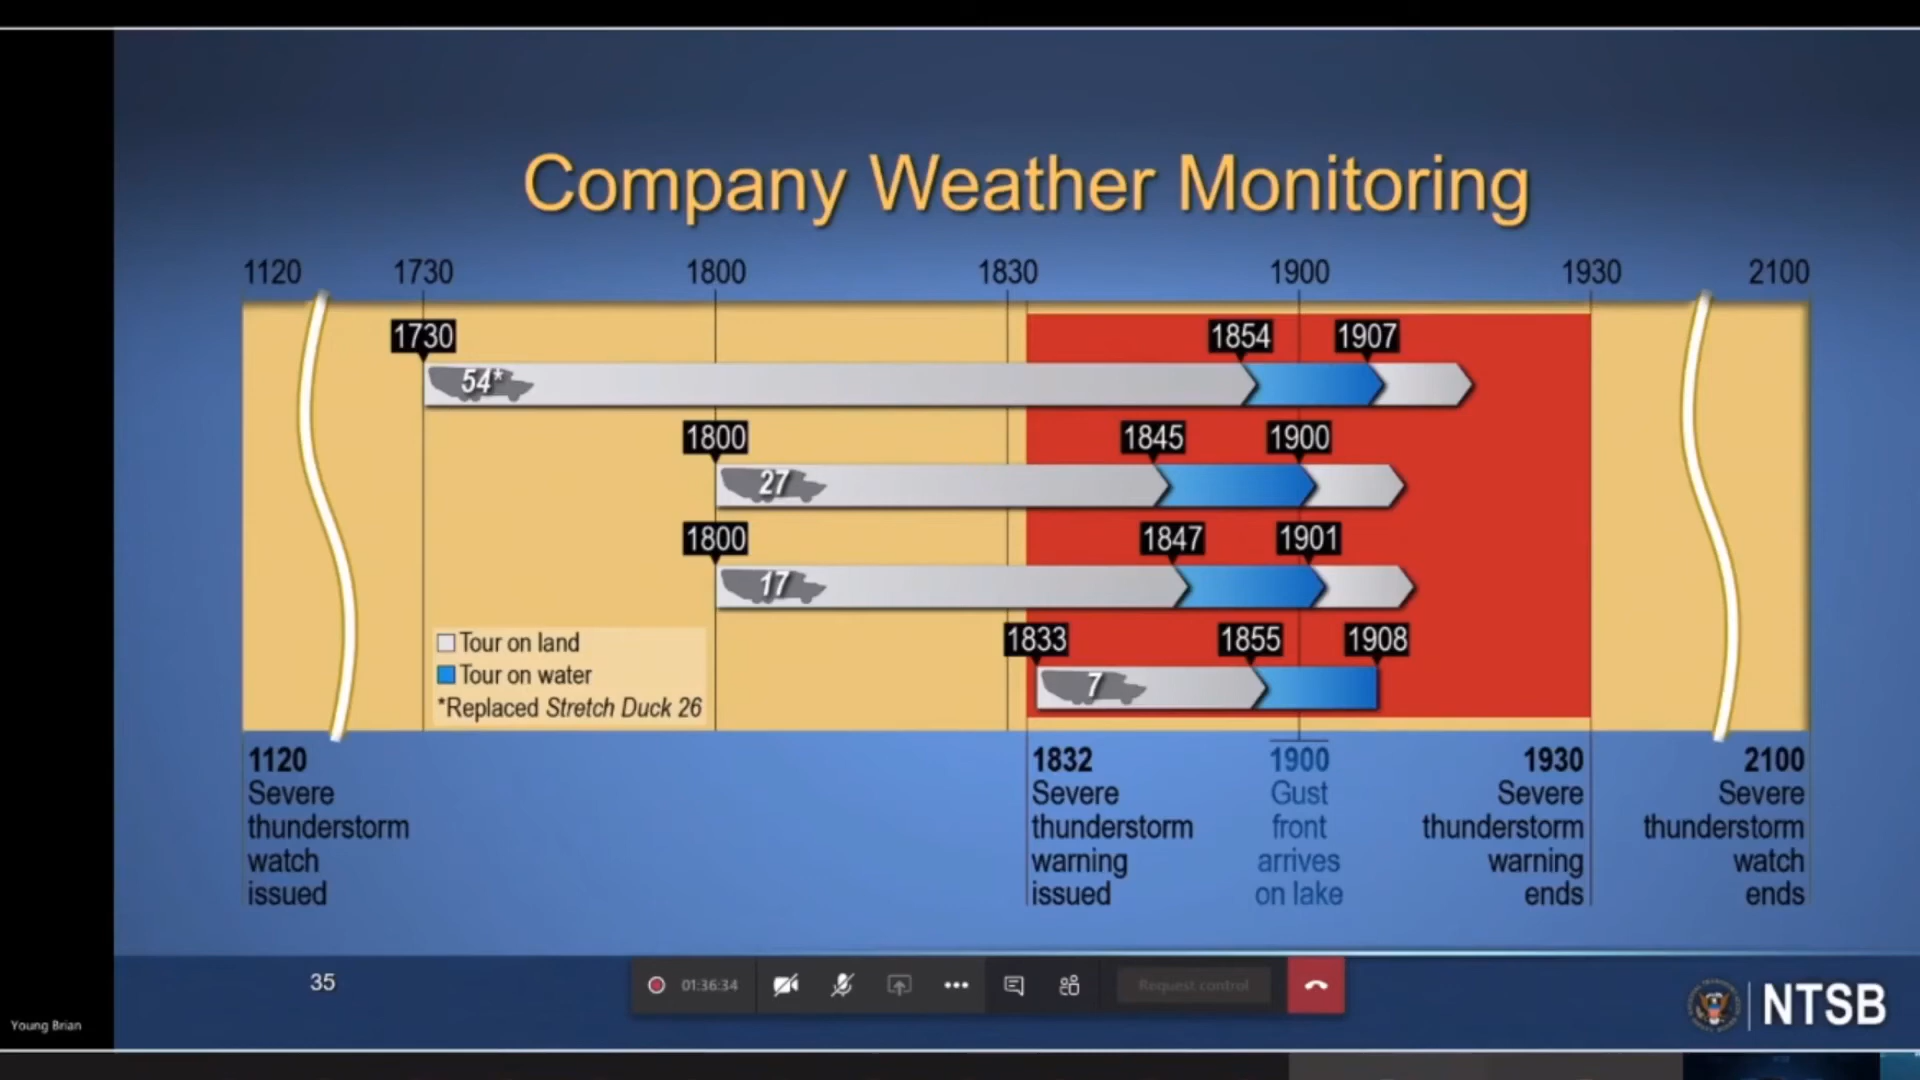 Company Weather Monitoring
1120 1730 1800 1830 1900 1930 2100
1730 1854 1907
54*
1800 1845 1900
27
1800 1847 1901
17
1833 1855 1908
7
Tour on land
Tour on water
*Replaced Stretch Duck 26
1120
Severe
thunderstorm
watch
issued
1832
Severe
thunderstorm
warning
issued
1900
Gust
front
arrives
on lake
1930
Severe
thunderstorm
warning
ends
2100
Severe
thunderstorm
watch
ends
35
01:36:34
Request control
NTSB
Young Brian